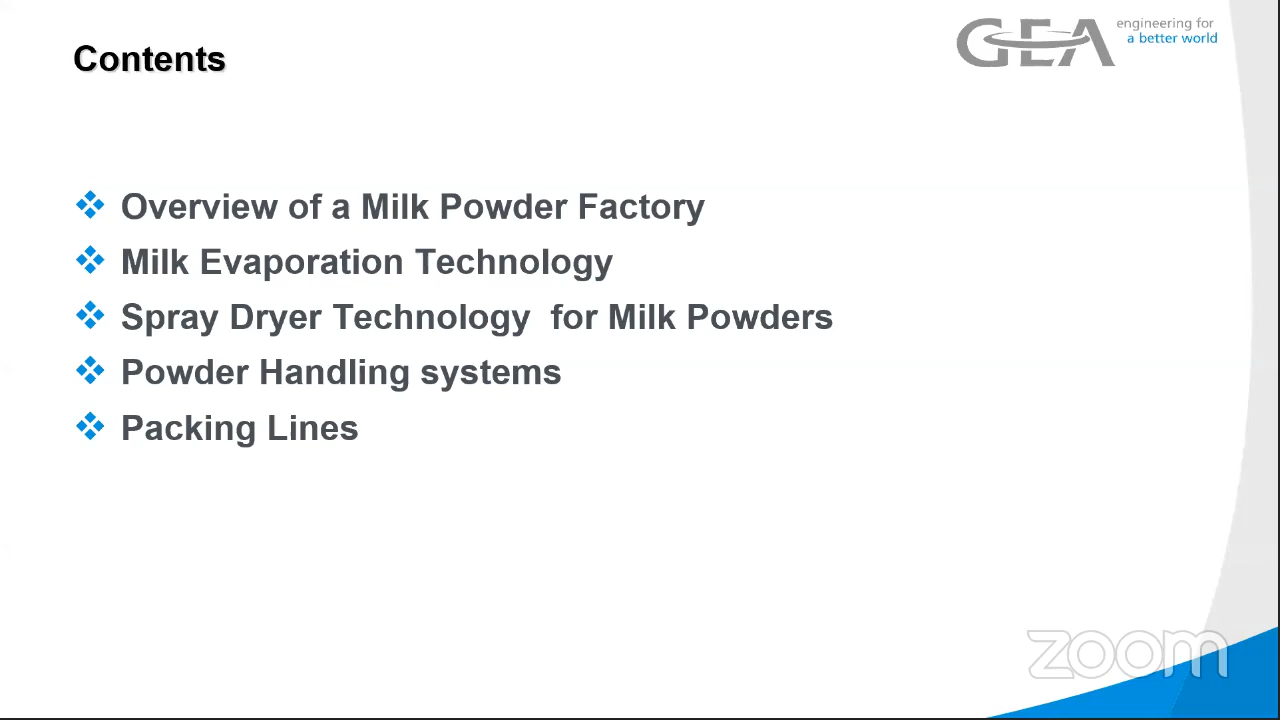 Contents
GEA
engineering for
a better world
Overview of a Milk Powder Factory
Milk Evaporation Technology
Spray Dryer Technology  for Milk Powders
Powder Handling systems
Packing Lines
zoom